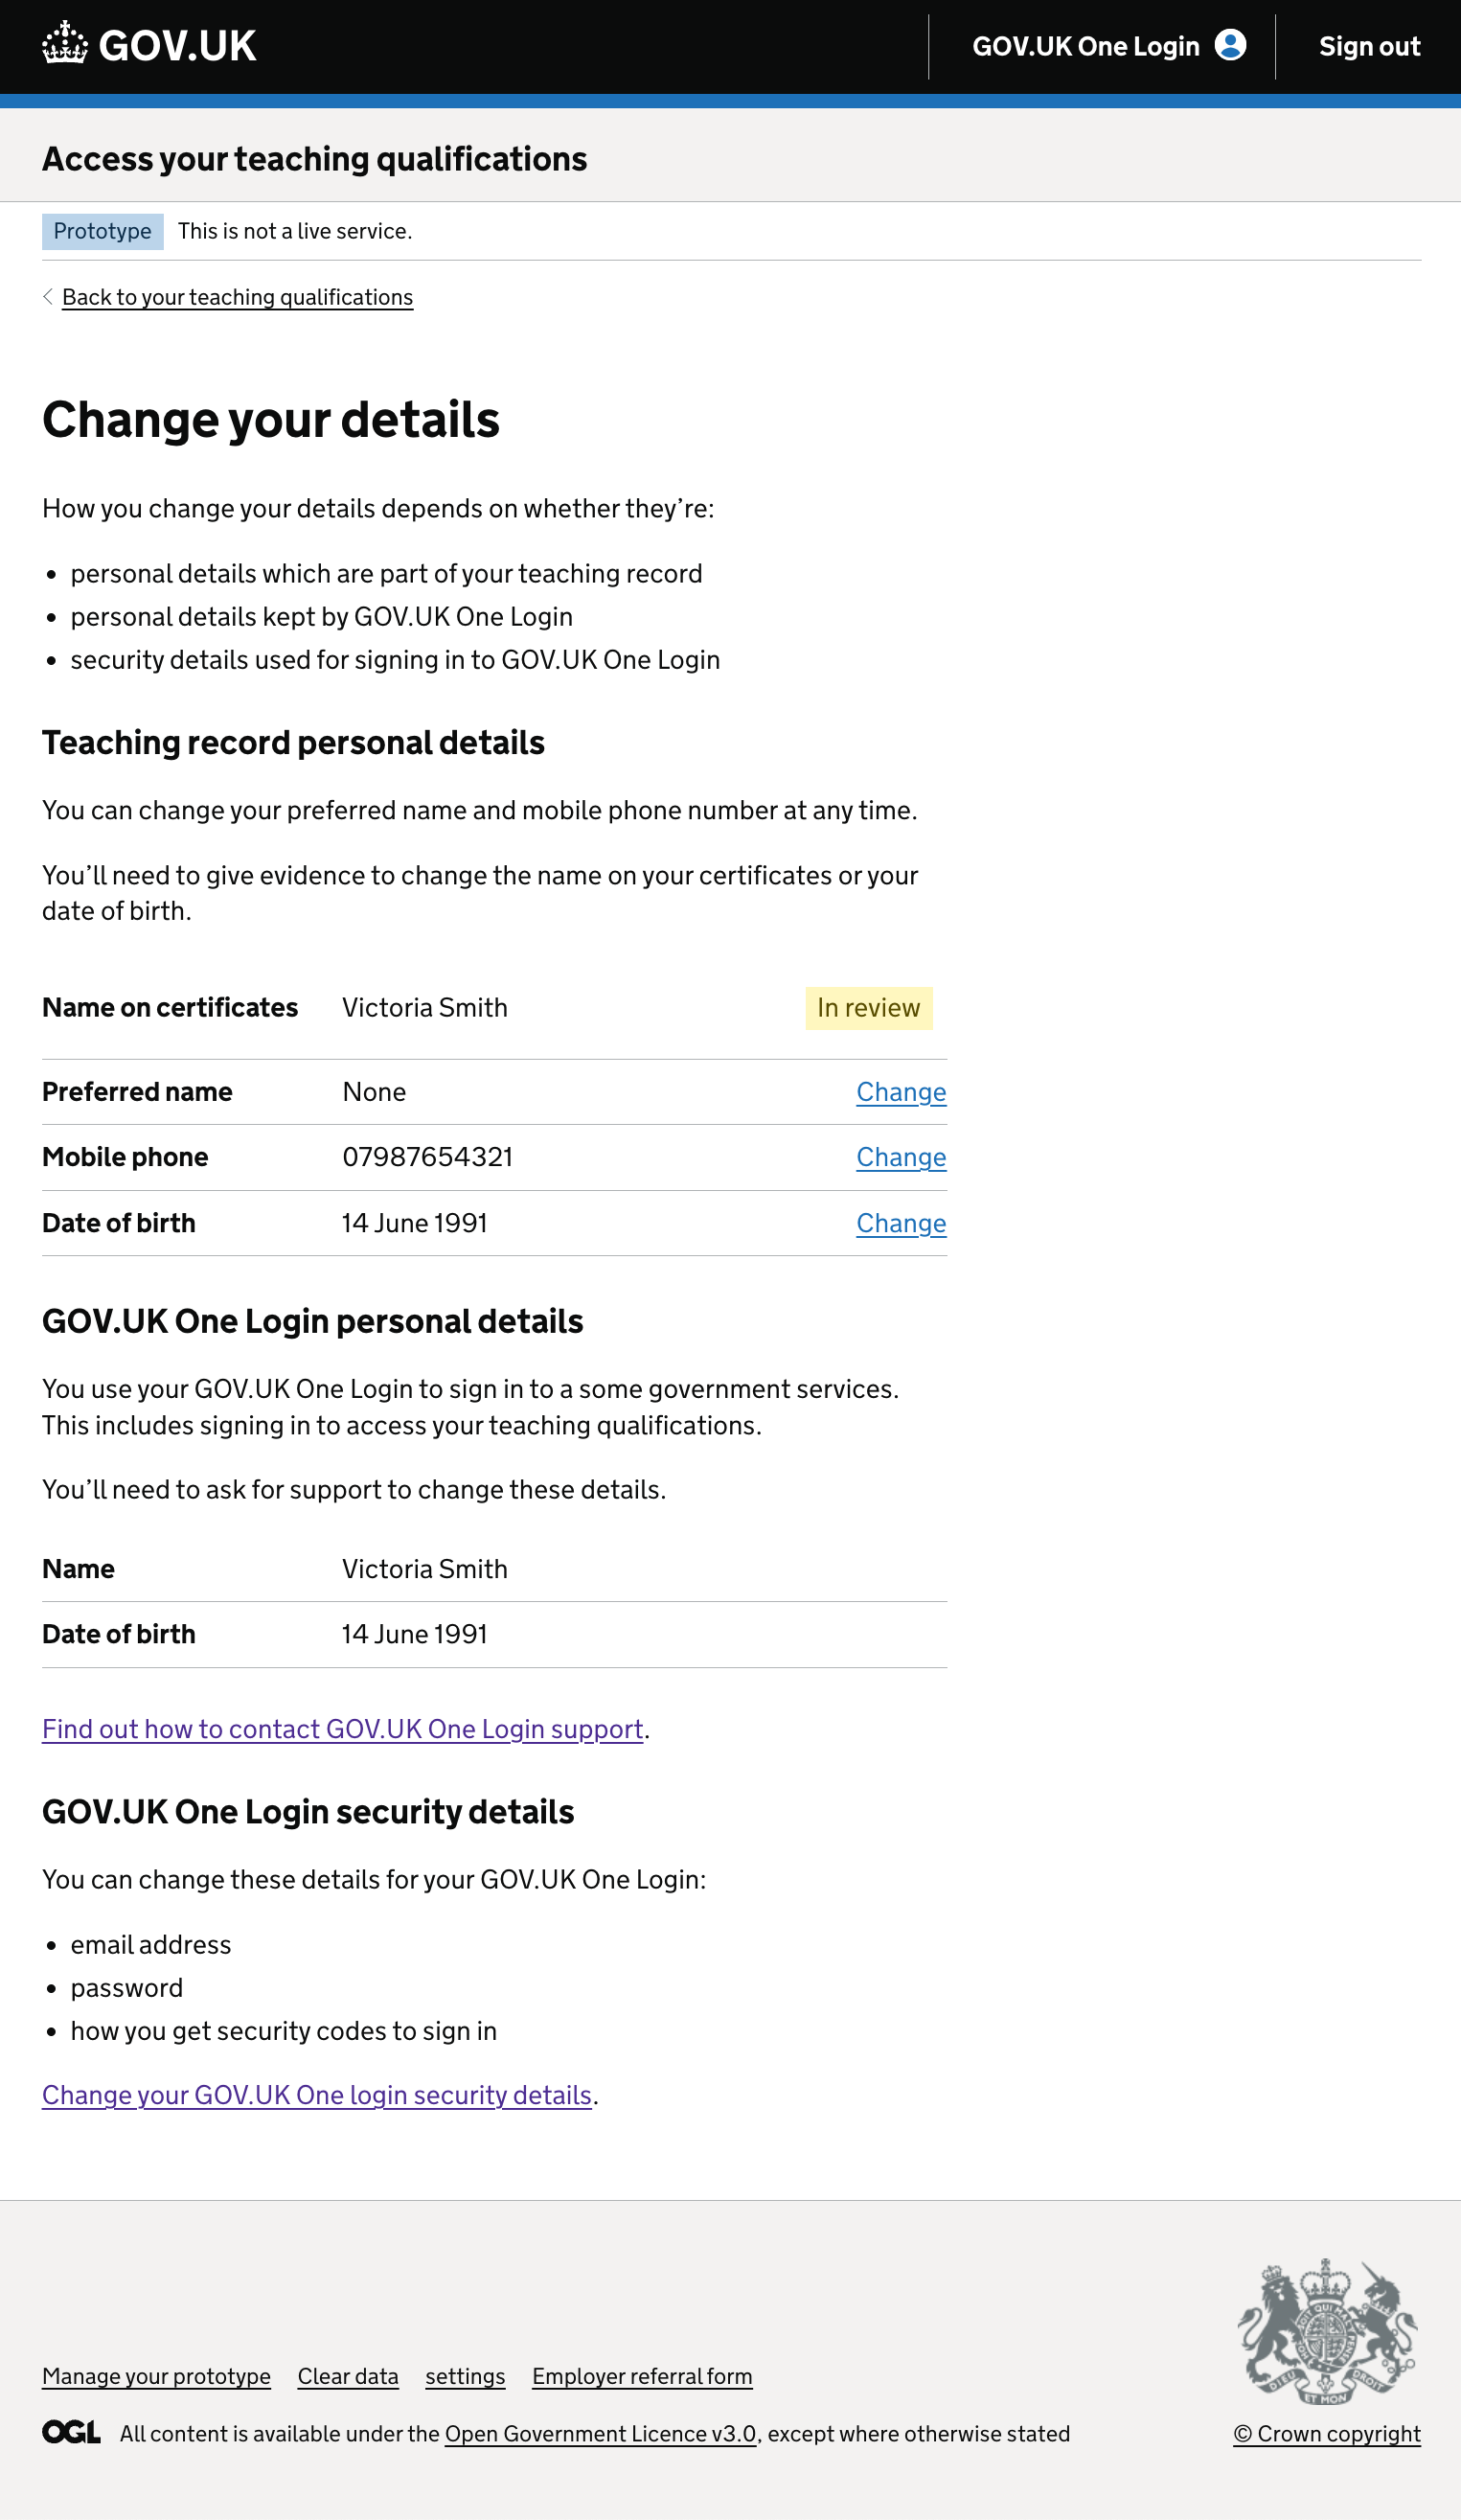 GOV.UK
GOV.UK One Login
Sign out
Access your teaching qualifications
Prototype
This is not a live service.
Back to your teaching qualifications
Change your details
How you change your details depends on whether they’re:
• personal details which are part of your teaching record
• personal details kept by GOV.UK One Login
• security details used for signing in to GOV.UK One Login
Teaching record personal details
You can change your preferred name and mobile phone number at any time.
You’ll need to give evidence to change the name on your certificates or your
date of birth.
Name on certificates Victoria Smith In review
Preferred name None Change
Mobile phone 07987654321 Change
Date of birth 14 June 1991 Change
GOV.UK One Login personal details
You use your GOV.UK One Login to sign in to a some government services.
This includes signing in to access your teaching qualifications.
You’ll need to ask for support to change these details.
Name Victoria Smith
Date of birth 14 June 1991
Find out how to contact GOV.UK One Login support.
GOV.UK One Login security details
You can change these details for your GOV.UK One Login:
• email address
• password
• how you get security codes to sign in
Change your GOV.UK One login security details.
Manage your prototype Clear data settings Employer referral form
OGL All content is available under the Open Government Licence v3.0, except where otherwise stated
DIEU ET MON DROIT
© Crown copyright